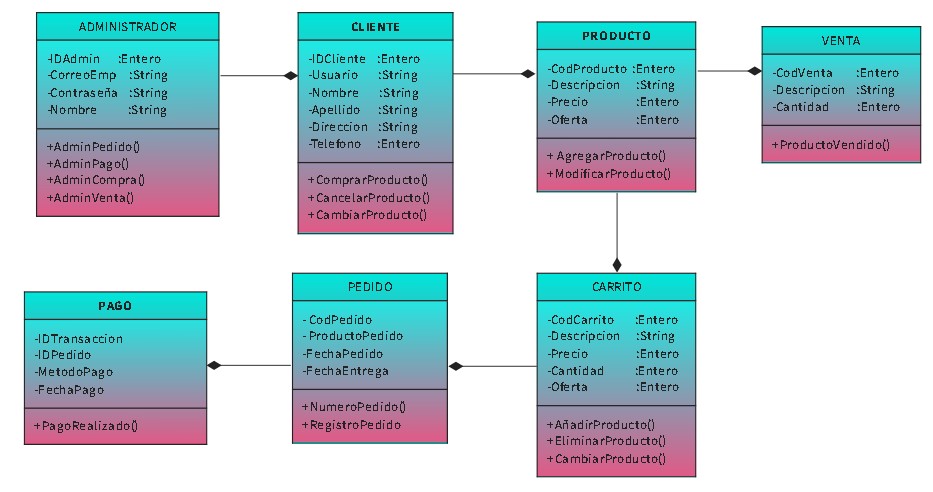 ADMINISTRADOR
-IDAdmin :Entero
-CorreoEmp :String
-Contraseña :String
-Nombre :String
+AdminPedido()
+AdminPago()
+AdminCompra()
+AdminVenta()
CLIENTE
-IDCliente :Entero
-Usuario :String
-Nombre :String
-Apellido :String
-Direccion :String
-Telefono :Entero
+ComprarProducto()
+CancelarProducto()
+CambiarProducto()
PRODUCTO
-CodProducto :Entero
-Descripcion :String
-Precio :Entero
-Oferta :Entero
+ AgregarProducto()
+ModificarProducto()
VENTA
-CodVenta :Entero
-Descripcion :String
-Cantidad :Entero
+ProductoVendido()
PAGO
-IDTransaccion
-IDPedido
-MetodoPago
-FechaPago
+PagoRealizado()
PEDIDO
- CodPedido
- ProductoPedido
-FechaPedido
-FechaEntrega
+NumeroPedido()
+RegistroPedido
CARRITO
-CodCarrito :Entero
-Descripcion :String
-Precio :Entero
-Cantidad :Entero
-Oferta :Entero
+AñadirProducto()
+EliminarProducto()
+CambiarProducto()